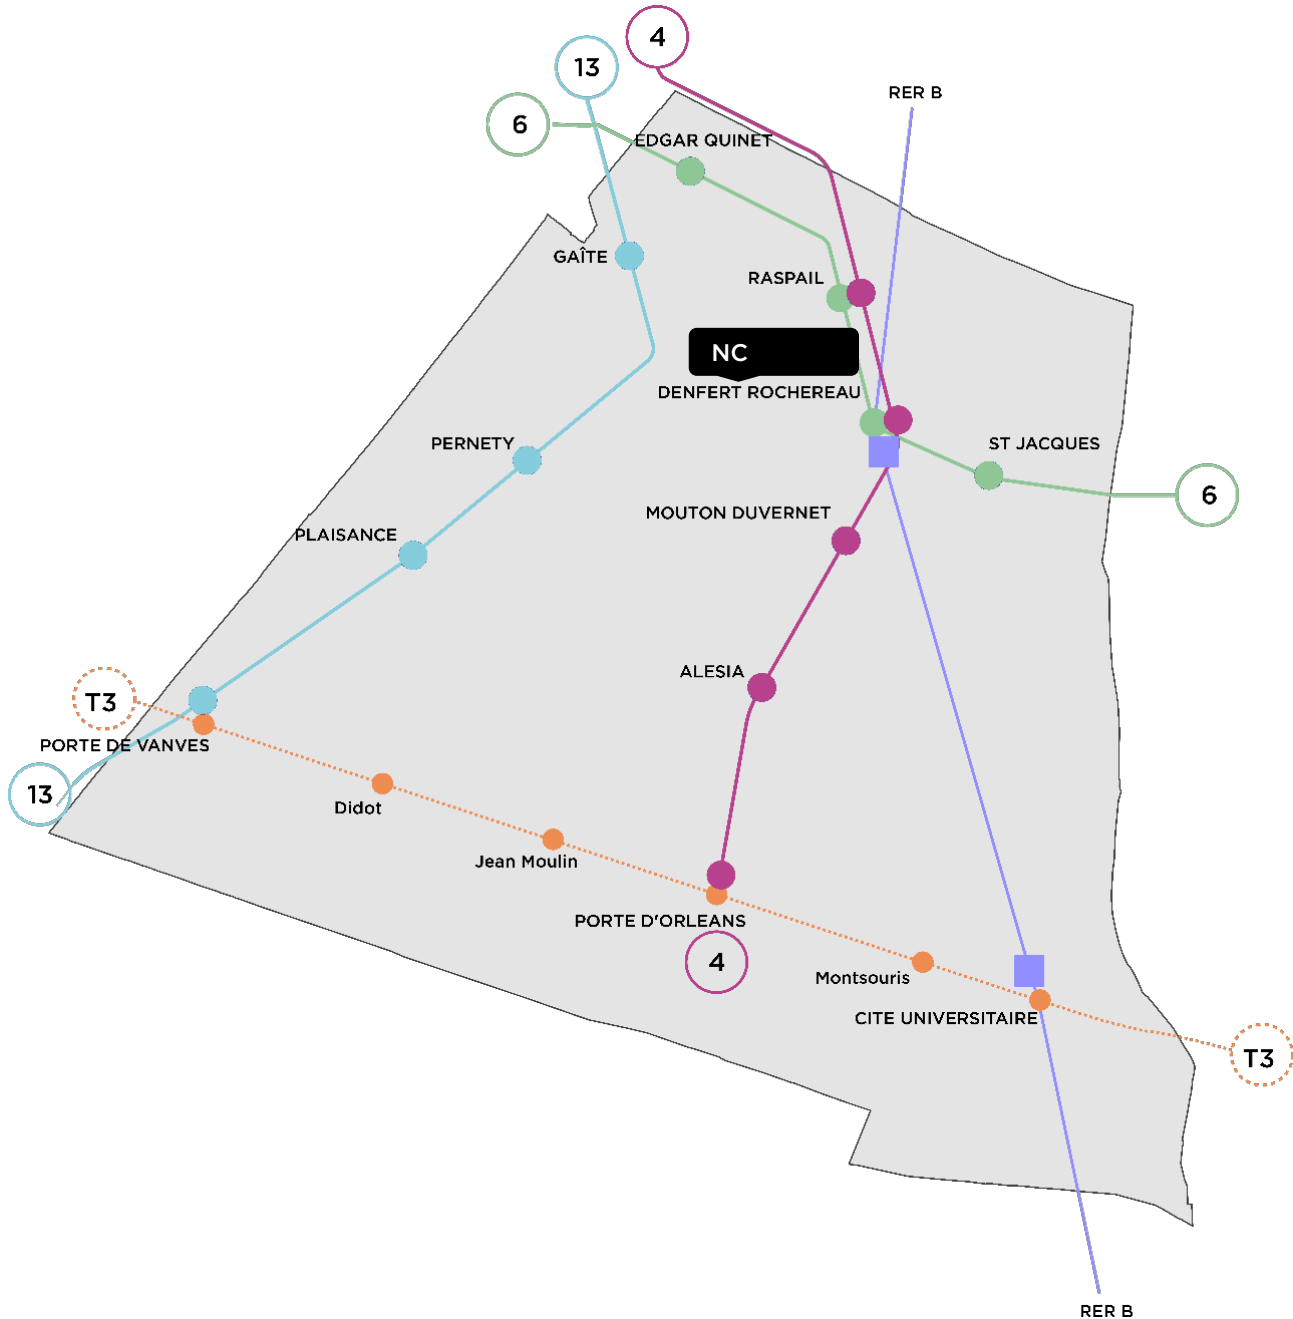 4
13
RER B
6
EDGAR QUINET
GAÎTE
RASPAIL
NC
DENFERT ROCHEREAU
PERNETY
ST JACQUES
6
MOUTON DUVERNET
PLAISANCE
ALESIA
T3
PORTE DE VANVES
13
Didot
Jean Moulin
PORTE D'ORLEANS
4
Montsouris
CITE UNIVERSITAIRE
T3
RER B